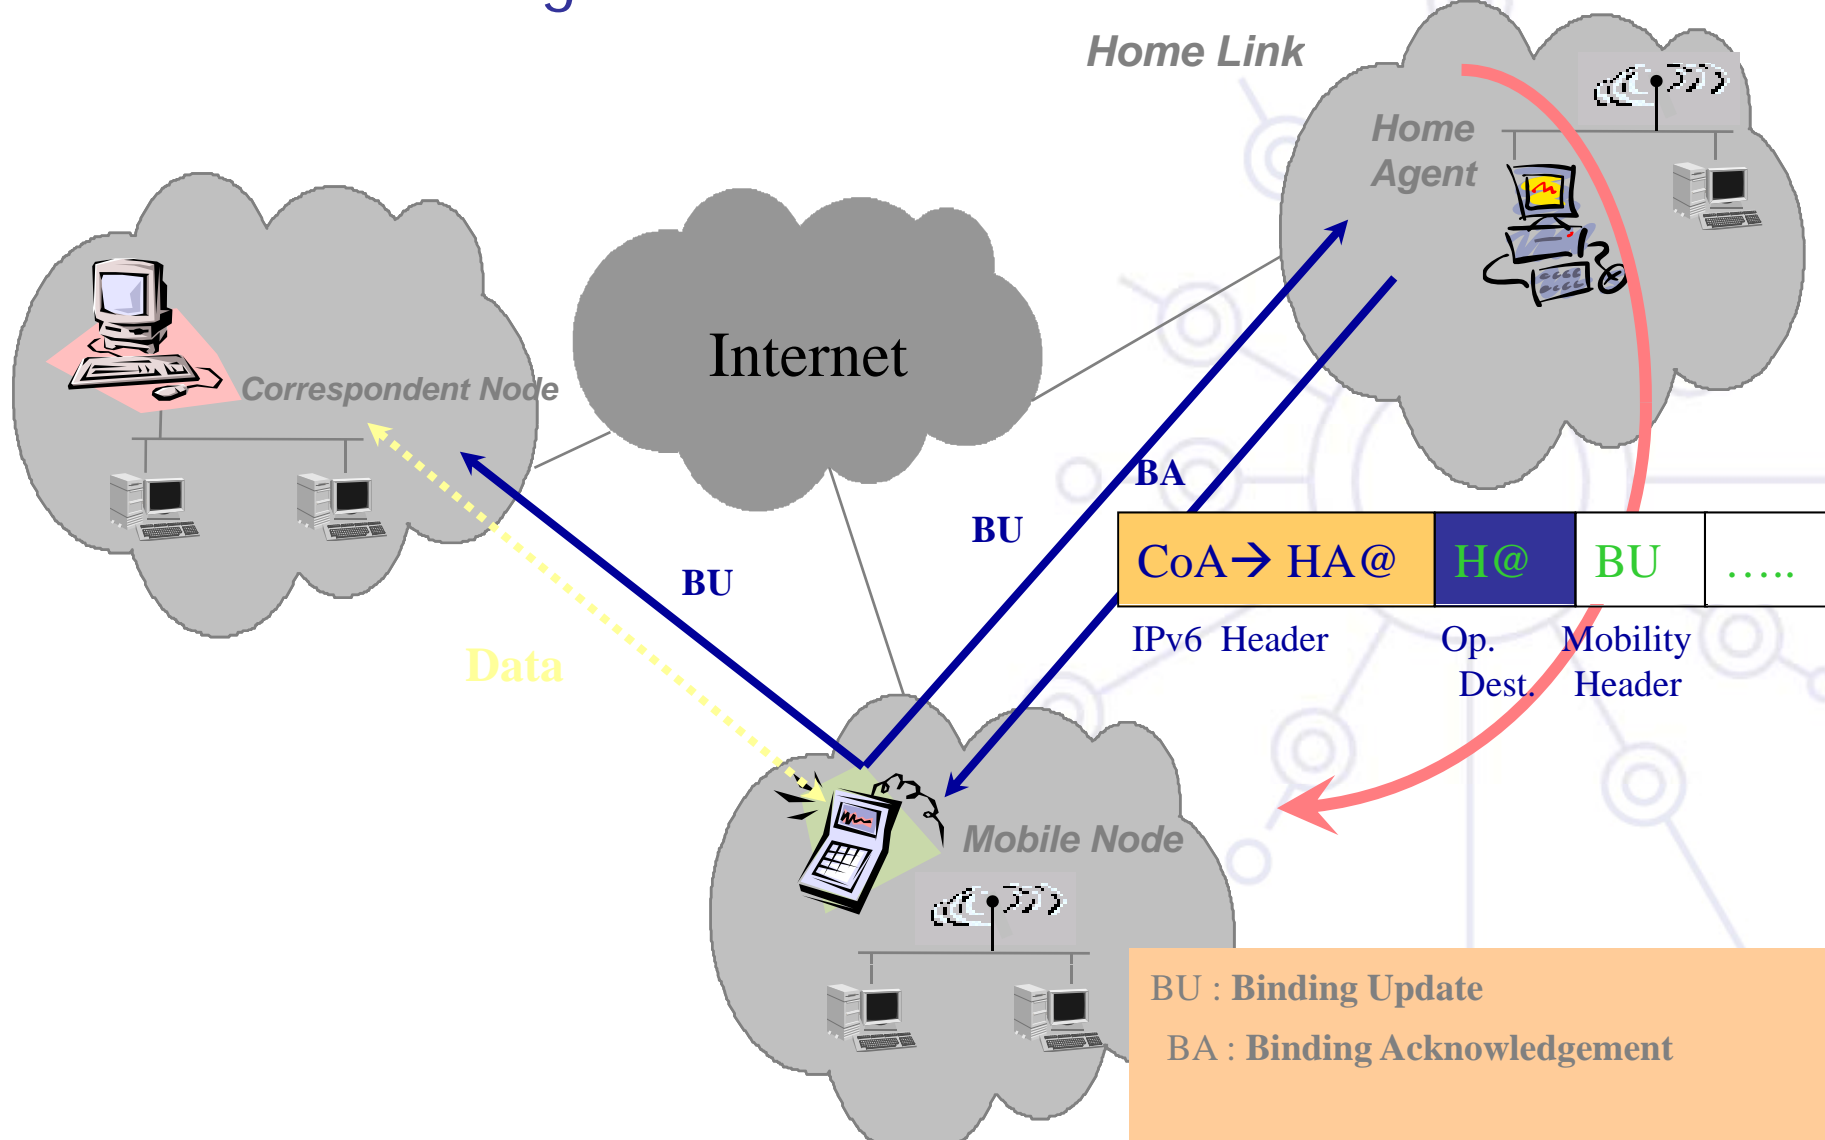 Home Link
Home
Agent
Internet
Correspondent Node
BA
BU
BU
CoA→ HA@ H@ BU …..
IPv6 Header Op. Mobility
Dest. Header
Data
Mobile Node
BU : Binding Update
BA : Binding Acknowledgement